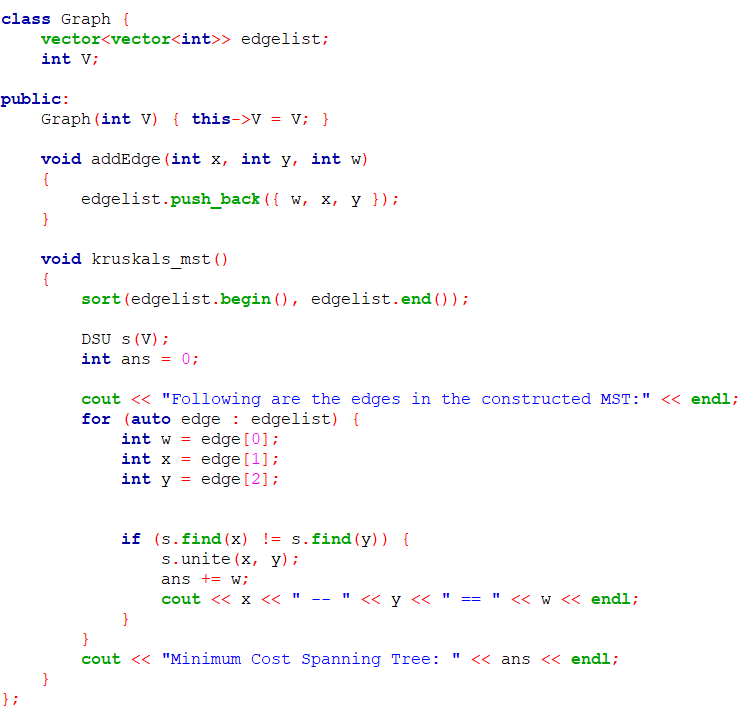 class Graph {
    vector<vector<int>> edgelist;
    int V;

public:
    Graph(int V) { this->V = V; }

    void addEdge(int x, int y, int w)
    {
        edgelist.push_back({ w, x, y });
    }

    void kruskals_mst()
    {
        sort(edgelist.begin(), edgelist.end());

        DSU s(V);
        int ans = 0;

        cout << "Following are the edges in the constructed MST:" << endl;
        for (auto edge : edgelist) {
            int w = edge[0];
            int x = edge[1];
            int y = edge[2];


            if (s.find(x) != s.find(y)) {
                s.unite(x, y);
                ans += w;
                cout << x << " -- " << y << " == " << w << endl;
            }
        }
        cout << "Minimum Cost Spanning Tree: " << ans << endl;
    }
};